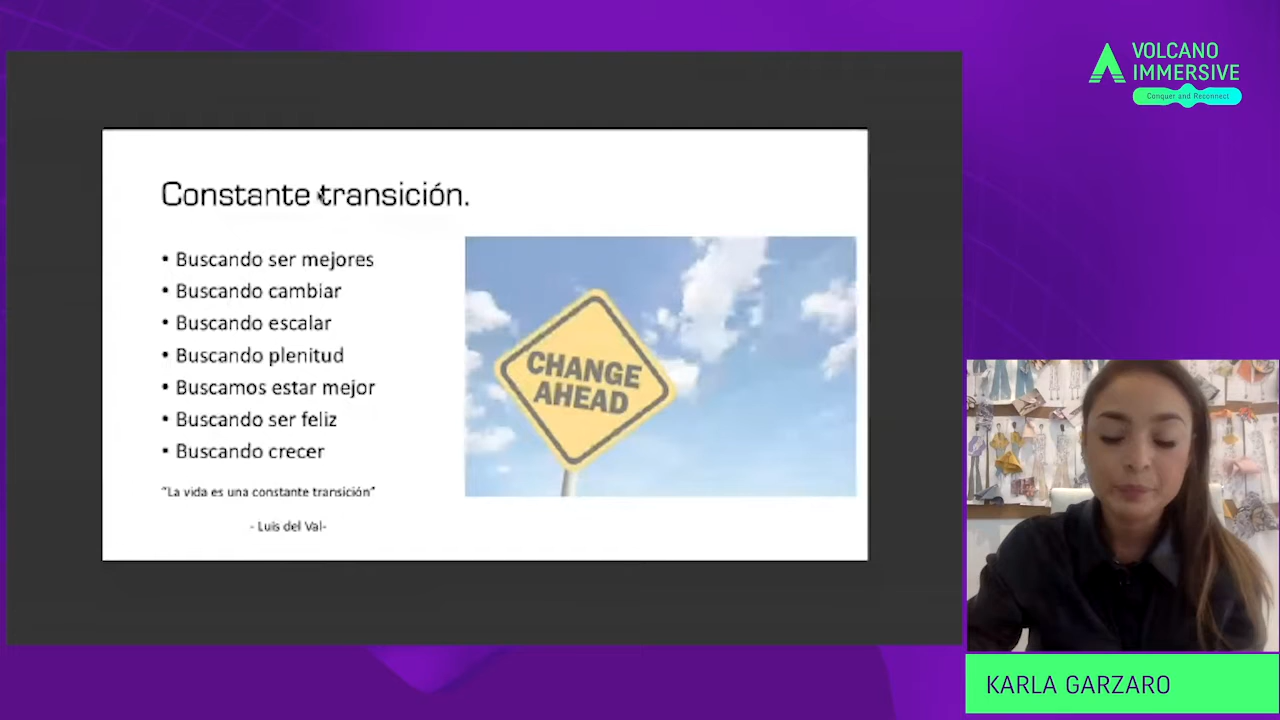 VOLCANO
IMMERSIVE
Conquer and Reconnect
Constante transición.
• Buscando ser mejores
• Buscando cambiar
• Buscando escalar
• Buscando plenitud
• Buscamos estar mejor
• Buscando ser feliz
• Buscando crecer
"La vida es una constante transición"
- Luis del Val-
CHANGE
AHEAD
KARLA GARZARO